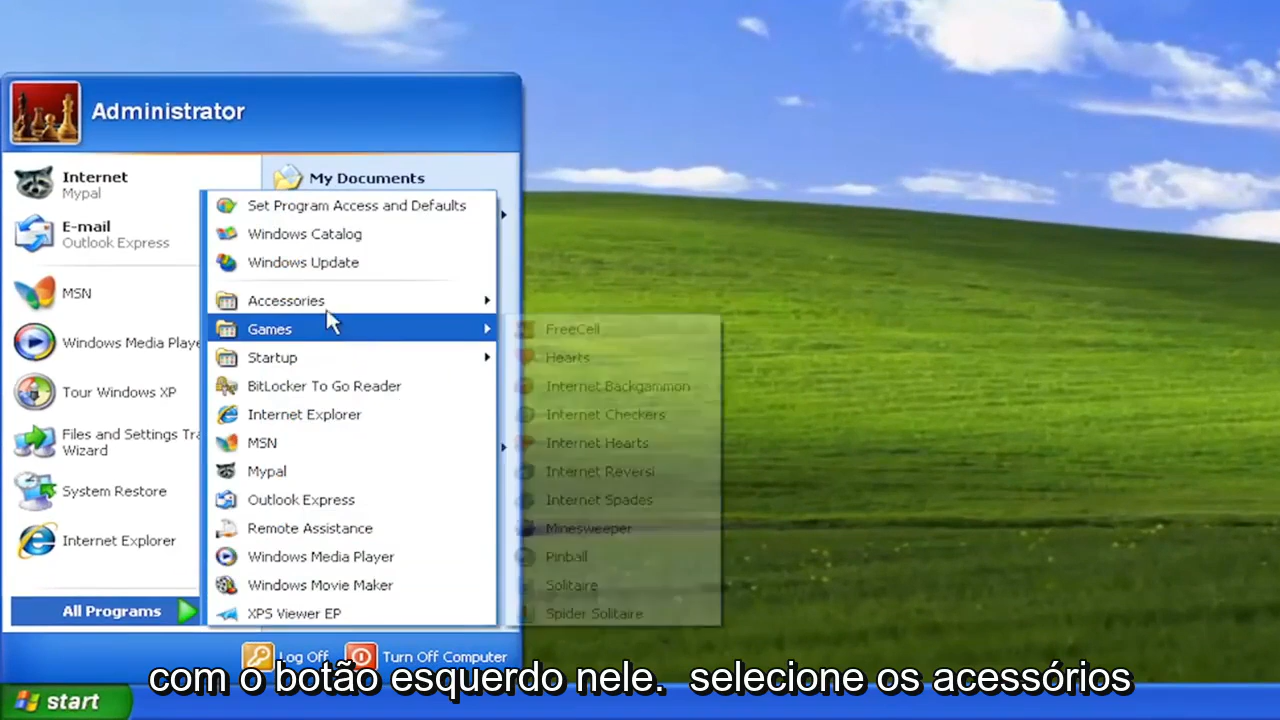 Administrator
Internet
Mypal
E-mail
Outlook Express
MSN
Windows Media Playe
Tour Windows XP
Files and Settings Tra
Wizard
System Restore
Internet Explorer
All Programs
My Documents
Set Program Access and Defaults
Windows Catalog
Windows Update
Accessories
Games
Startup
BitLocker To Go Reader
Internet Explorer
MSN
Mypal
Outlook Express
Remote Assistance
Windows Media Player
Windows Movie Maker
XPS Viewer EP
FreeCell
Hearts
Internet Backgammon
Internet Checkers
Internet Hearts
Internet Reversi
Internet Spades
Minesweeper
Pinball
Solitaire
Spider Solitaire
Log Off
Turn Off Computer
com o botão esquerdo nele. selecione os acessórios
start